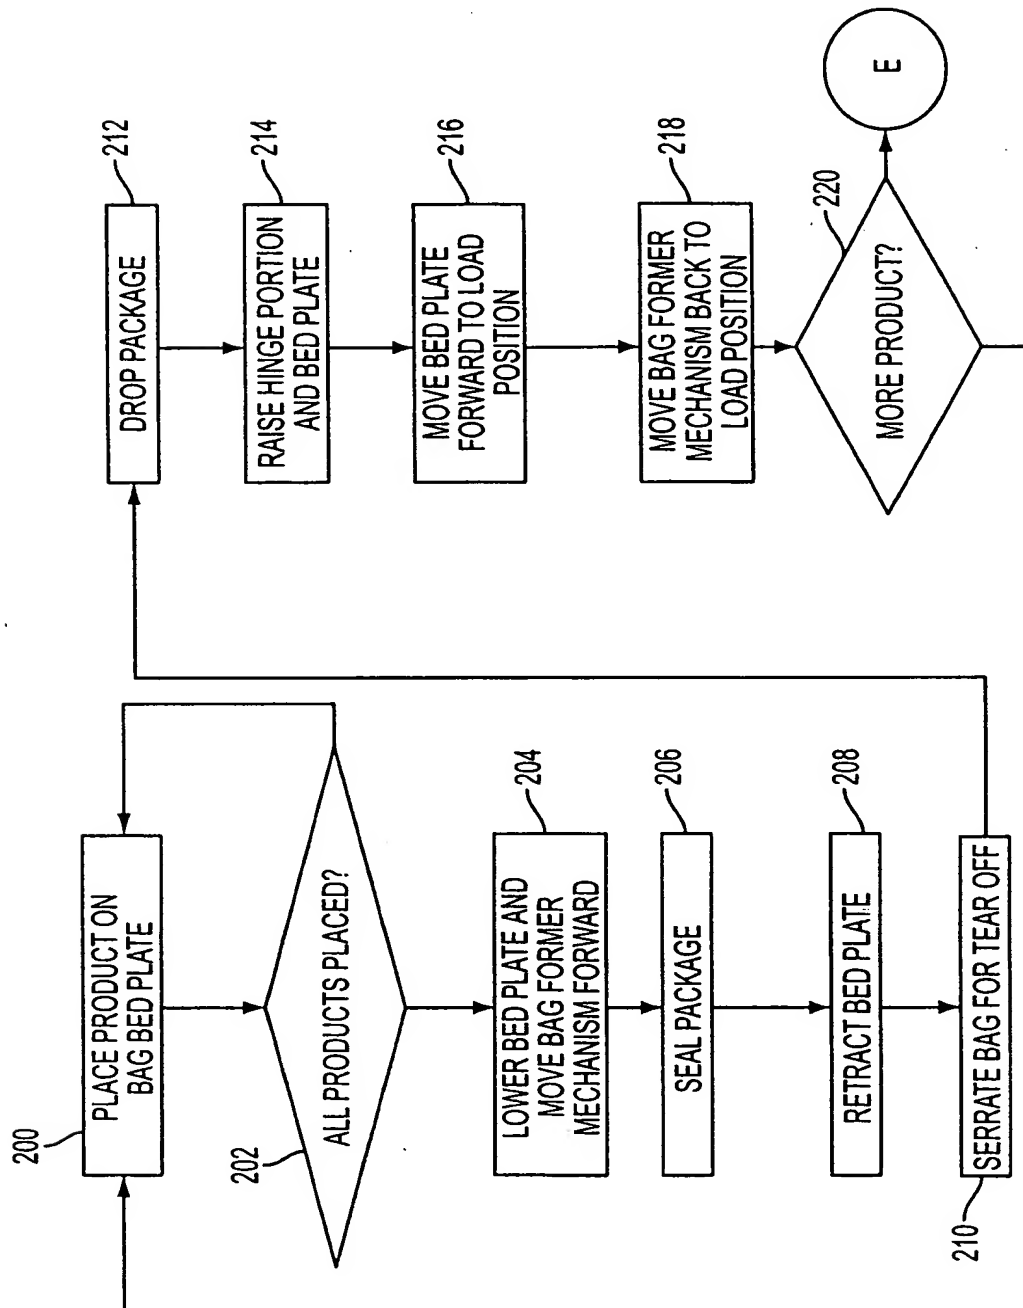 200
PLACE PRODUCT ON
BAG BED PLATE
202
ALL PRODUCTS PLACED?
204
LOWER BED PLATE AND
MOVE BAG FORMER
MECHANISM FORWARD
206
SEAL PACKAGE
208
RETRACT BED PLATE
210
SERRATE BAG FOR TEAR OFF
212
DROP PACKAGE
214
RAISE HINGE PORTION
AND BED PLATE
216
MOVE BED PLATE
FORWARD TO LOAD
POSITION
218
MOVE BAG FORMER
MECHANISM BACK TO
LOAD POSITION
220
MORE PRODUCT?
E